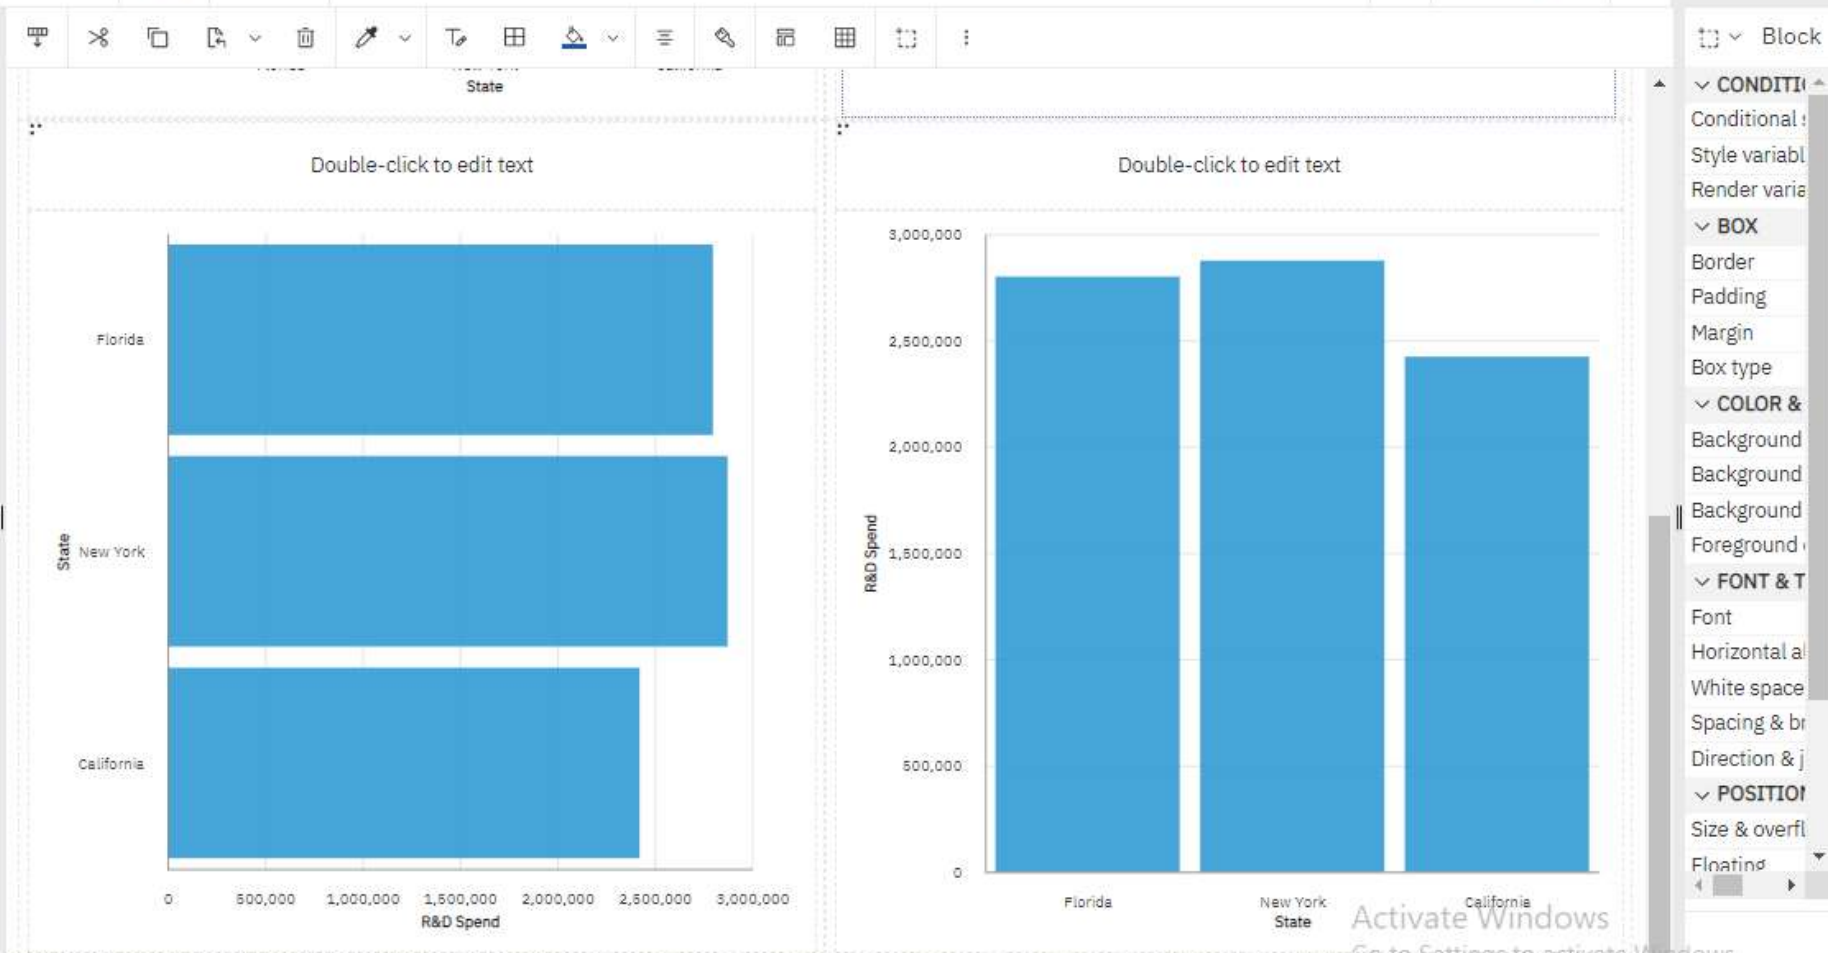 Block
State
Double-click to edit text
Double-click to edit text
Florida
New York
California
State
0
500,000
1,000,000
1,500,000
2,000,000
2,500,000
3,000,000
R&D Spend
3,000,000
2,500,000
2,000,000
1,500,000
1,000,000
500,000
0
R&D Spend
Florida
New York
California
State
Activate Windows
CONDITI
Conditional
Style variabl
Render varia
BOX
Border
Padding
Margin
Box type
COLOR &
Background
Background
Background
Foreground
FONT & T
Font
Horizontal al
White space
Spacing & br
Direction & j
POSITION
Size & overfl
Floating